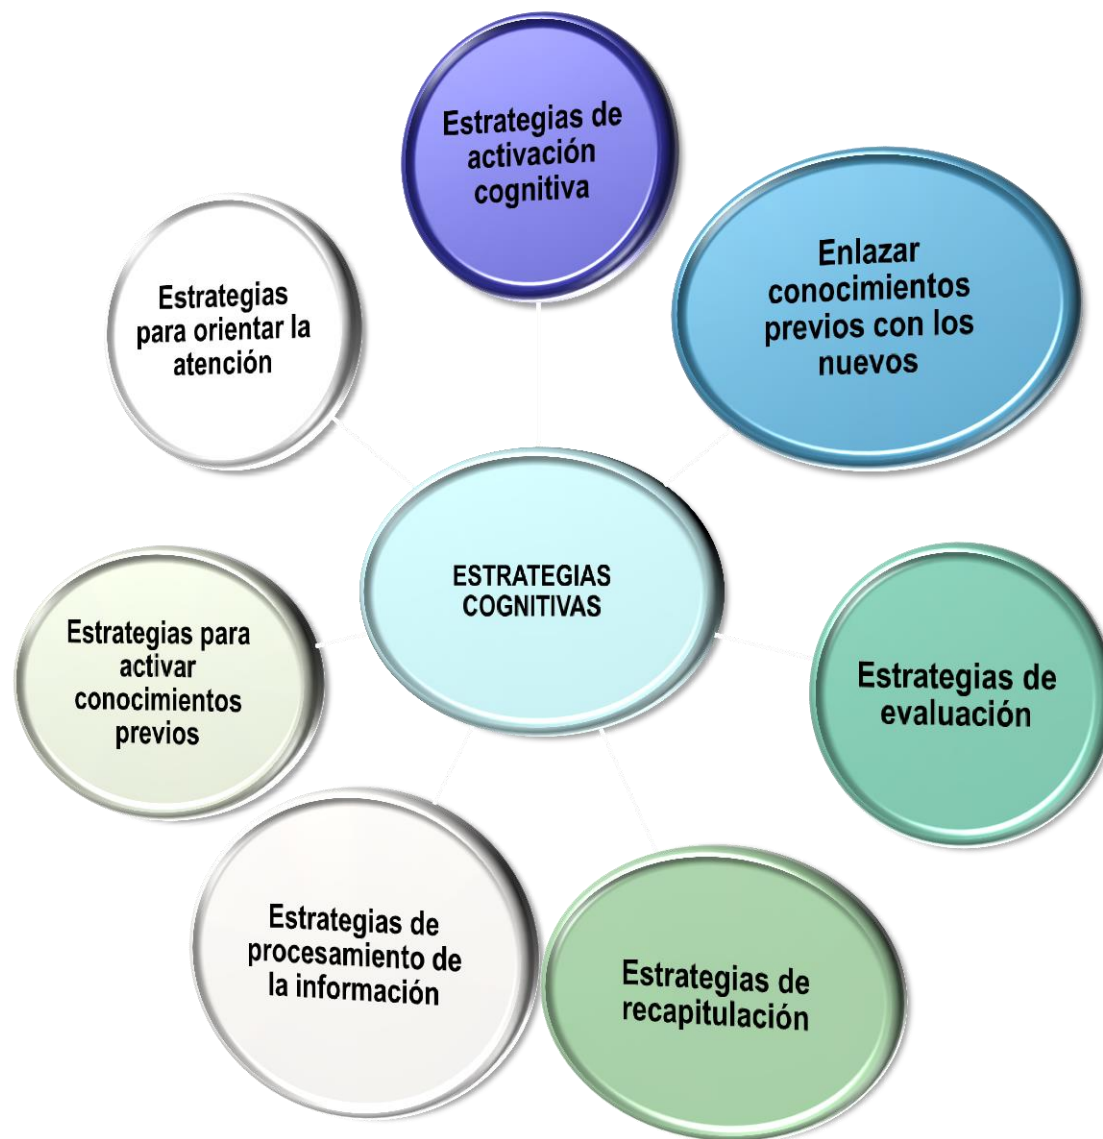 Estrategias de
activación
cognitiva
Enlazar
conocimientos
previos con los
nuevos
Estrategias
para orientar la
atención
ESTRATEGIAS
COGNITIVAS
Estrategias para
activar
conocimientos
previos
Estrategias de
evaluación
Estrategias de
procesamiento de
la información
Estrategias de
recapitulación